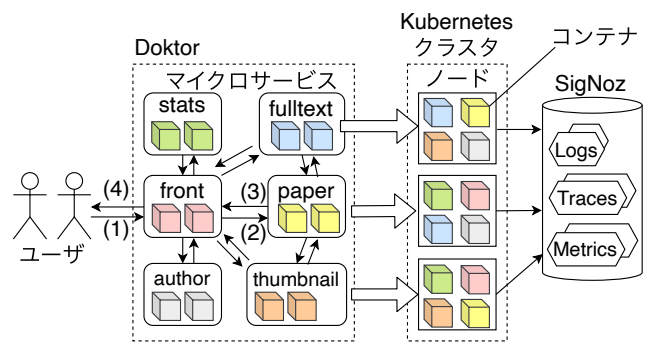 Doktor
マイクロサービス
stats
fulltext
front
paper
author
thumbnail
(4)
(1)
(3)
(2)
ユーザ
Kubernetes
クラスタ
ノード
コンテナ
SigNoz
Logs
Traces
Metrics